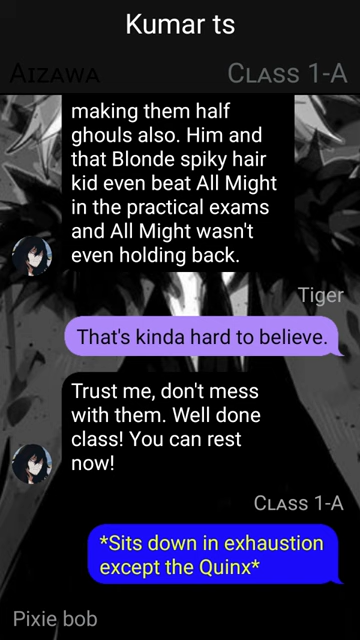 Kumar ts
AIZAWA
CLASS 1-A
making them half
ghouls also. Him and
that Blonde spiky hair
kid even beat All Might
in the practical exams
and All Might wasn't
even holding back.
Tiger
That's kinda hard to believe.
Trust me, don't mess
with them. Well done
class! You can rest
now!
CLASS 1-A
*Sits down in exhaustion
except the Quinx*
Pixie bob